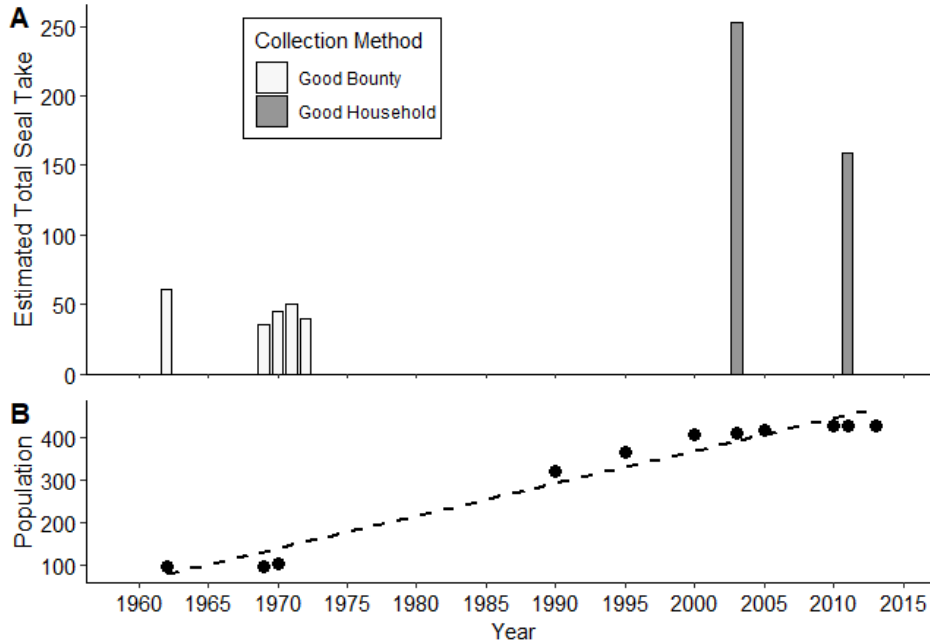 A
Estimated Total Seal Take
250
200
150
100
50
0
Collection Method
Good Bounty
Good Household
B
Population
400
300
200
100
1960 1965 1970 1975 1980 1985 1990 1995 2000 2005 2010 2015
Year